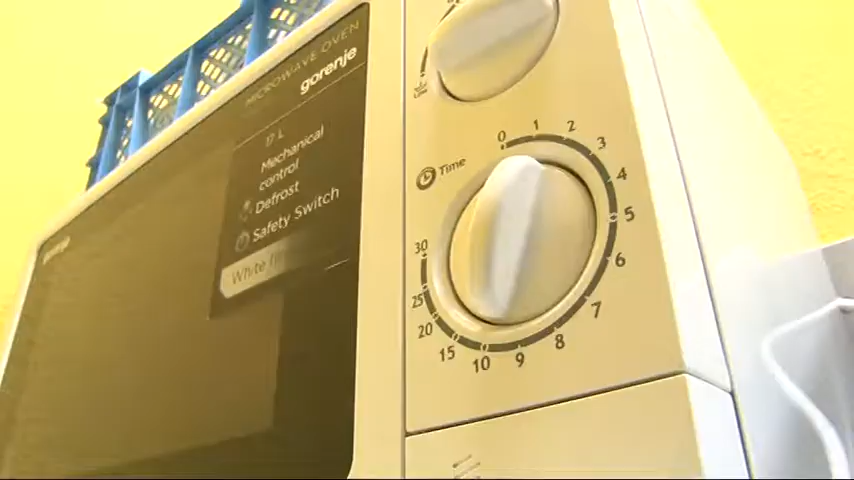 MICROWAVE OVEN
gorenje
17 L
Mechanical
control
Defrost
Safety Switch
White
Time
0
1
2
3
4
5
6
7
8
9
10
15
20
25
30